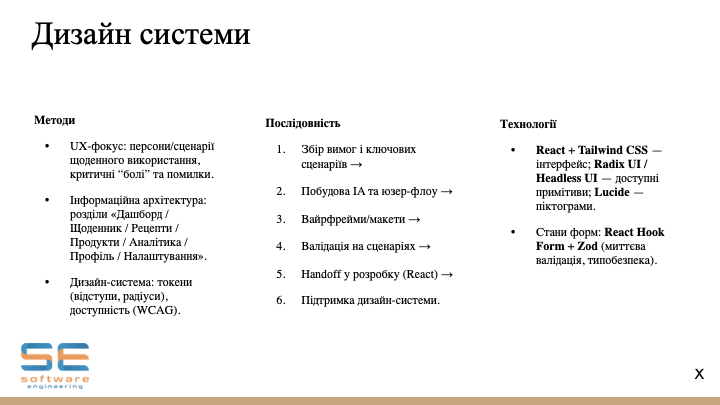 Дизайн системи
Методи
• UX-фокус: персони/сценарії
щоденного використання,
критичні “болі” та помилки.
• Інформаційна архітектура:
розділи «Дашборд /
Щоденник / Рецепти /
Продукти / Аналітика /
Профіль / Налаштування».
• Дизайн-система: токени
(відступи, радіуси),
доступність (WCAG).
Послідовність
1. Збір вимог і ключових
сценаріїв →
2. Побудова IA та юзер-флоу →
3. Вайрфрейми/макети →
4. Валідація на сценаріях →
5. Handoff у розробку (React) →
6. Підтримка дизайн-системи.
Технології
• React + Tailwind CSS —
інтерфейс; Radix UI /
Headless UI — доступні
примітиви; Lucide —
піктограми.
• Стани форм: React Hook
Form + Zod (миттєва
валідація, типобезпека).
SE
software
engineering
X